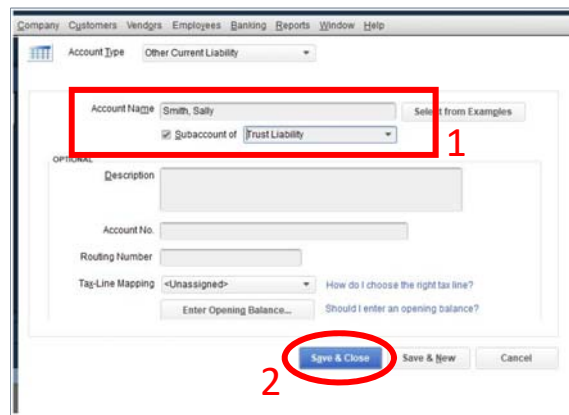 Company Customers Vendors Employees Banking Reports Window Help
Account Type Other Current Liability
Account Name Smith, Sally Select from Examples
Subaccount of Trust Liability
1
OPTIONAL
Description
Account No.
Routing Number
Tax-Line Mapping <Unassigned> How do I choose the right tax line?
Enter Opening Balance... Should I enter an opening balance?
2
Save & Close Save & New Cancel